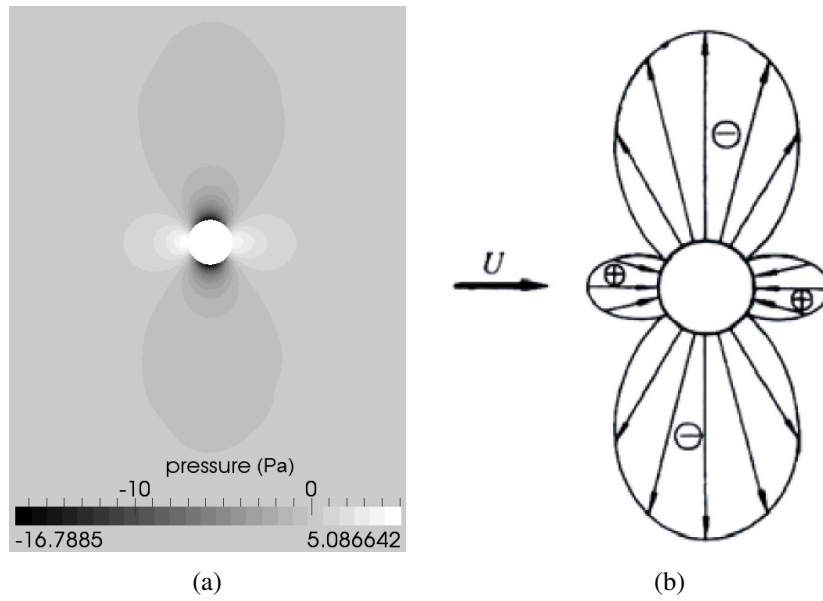 pressure (Pa)
-10 0
-16.7885 5.086642
(a)
U
⊖
⊕
⊕
⊖
(b)